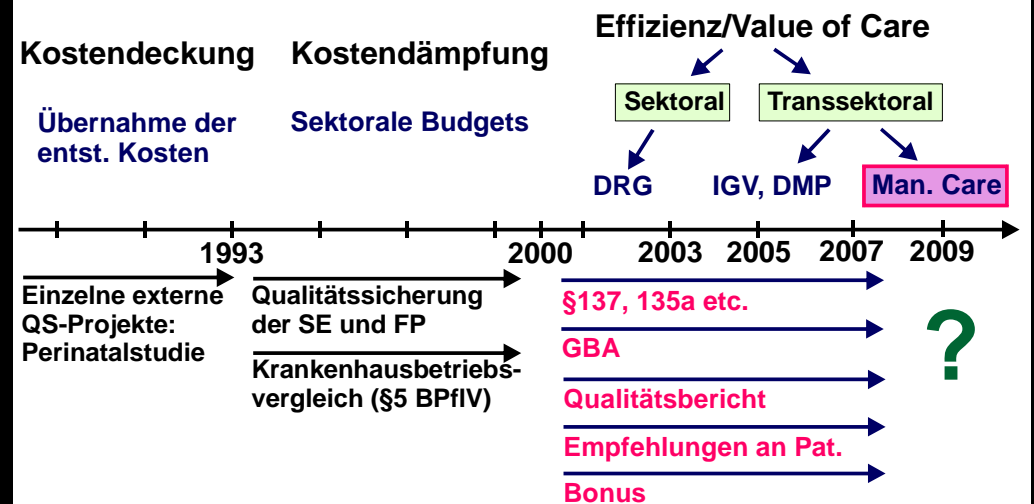 Effizienz/Value of Care
Kostendeckung Kostendämpfung
Sektoral Transsektoral
Übernahme der
entst. Kosten
Sektorale Budgets
DRG IGV, DMP Man. Care
1993 2000 2003 2005 2007 2009
Einzelne externe
QS-Projekte:
Perinatalstudie
Qualitätssicherung
der SE und FP
Krankenhausbetriebs-
vergleich (§5 BPflV)
§137, 135a etc.
GBA
Qualitätsbericht
Empfehlungen an Pat.
Bonus
?